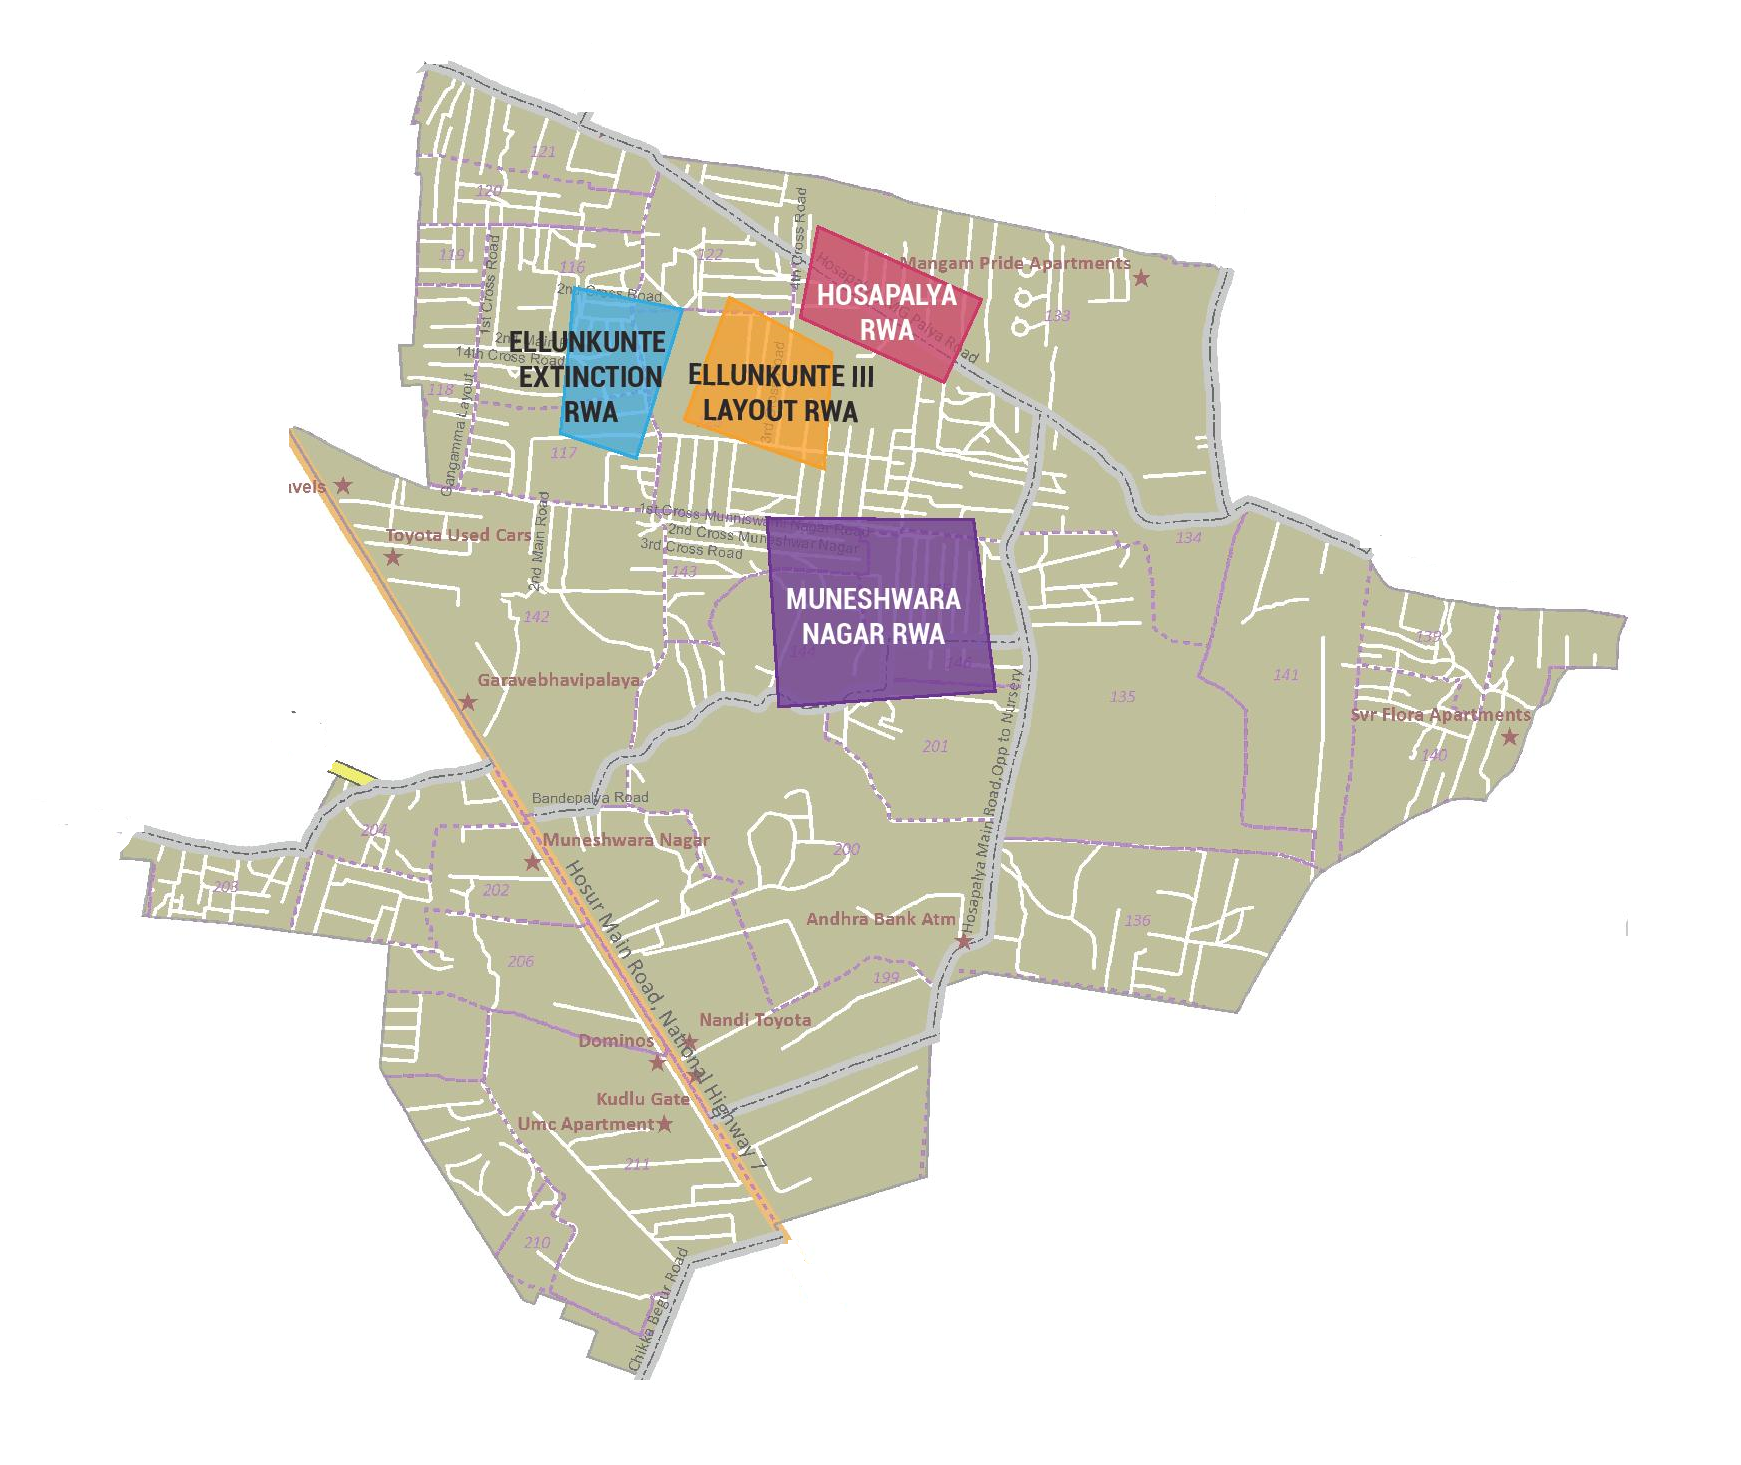 121
120
4th Cross Road
119
116
122
1st Cross Road
Mangam Pride Apartments
2nd Cross Road
HOSAPALYA
RWA
133
ELLUNKUNTE
EXTINCTION
RWA
14th Cross Road
ELLUNKUNTE III
LAYOUT RWA
118
Gangamma Layout
117
Toyota Used Cars
2nd Main Road
1st Cross Munniswami Nagar Road
2nd Cross Muneshwar Nagar
3rd Cross Road
134
143
142
MUNESHWARA
NAGAR RWA
144
146
139
141
135
Garavebhavipalaya
Svr Flora Apartments
140
201
Hosapalya Main Road,Opp to Nursery
Bandepalya Road
204
Muneshwara Nagar
200
203
202
Andhra Bank Atm
136
206
199
Hosur Main Road, National Highway 7
Nandi Toyota
Dominos
Kudlu Gate
Umc Apartment
211
210
Chikka Begur Road